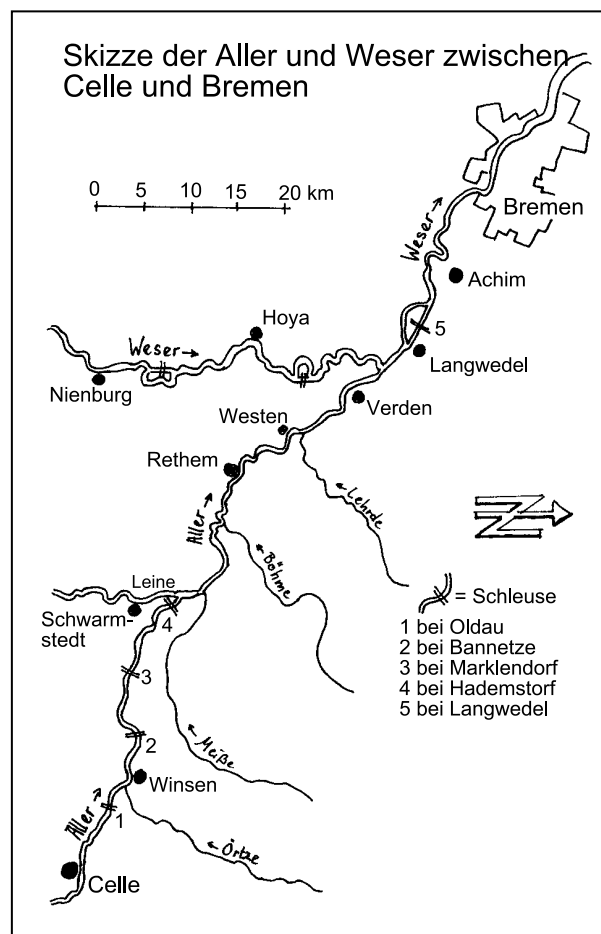 Skizze der Aller und Weser zwischen
Celle und Bremen
0 5 10 15 20 km
Bremen
Weser
Achim
5
Hoya
Weser
Langwedel
Nienburg
Verden
Westen
Rethem
Lehrde
Aller
Böhme
N
Leine
= Schleuse
Schwarm-
stedt
4
1 bei Oldau
2 bei Bannetze
3 bei Marklendorf
4 bei Hademstorf
5 bei Langwedel
3
2
Meiße
Winsen
Aller
1
Örtze
Celle